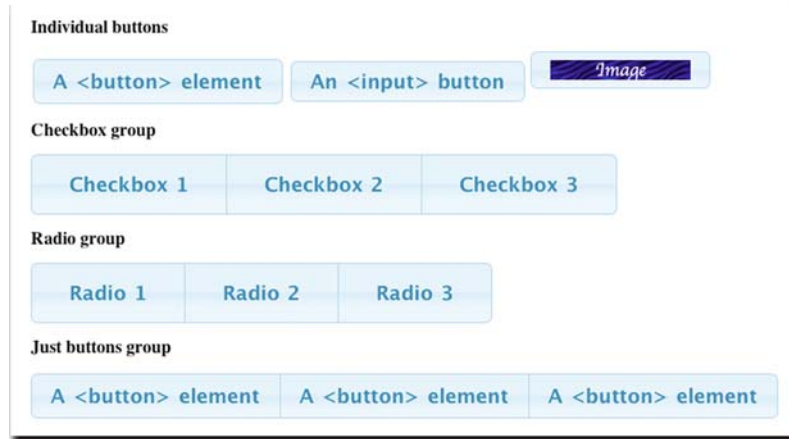 Individual buttons
A <button> element An <input> button Image
Checkbox group
Checkbox 1 Checkbox 2 Checkbox 3
Radio group
Radio 1 Radio 2 Radio 3
Just buttons group
A <button> element A <button> element A <button> element